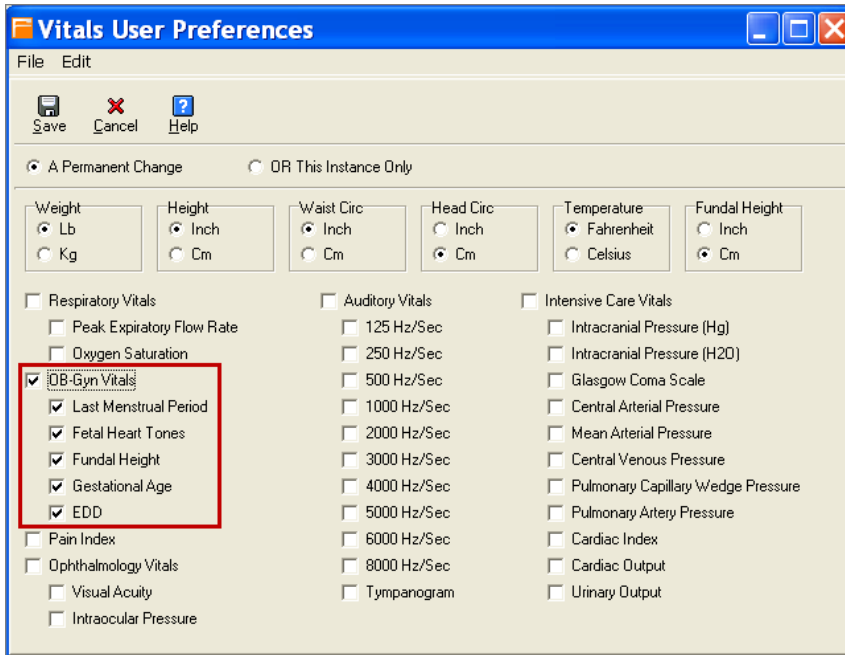 Vitals User Preferences
File Edit
Save Cancel Help
A Permanent Change OR This Instance Only
Weight Height Waist Circ Head Circ Temperature Fundal Height
Lb Inch Inch Inch Fahrenheit Inch
Kg Cm Cm Cm Celsius Cm
Respiratory Vitals Auditory Vitals Intensive Care Vitals
Peak Expiratory Flow Rate 125 Hz/Sec Intracranial Pressure (Hg)
Oxygen Saturation 250 Hz/Sec Intracranial Pressure (H2O)
OB-Gyn Vitals 500 Hz/Sec Glasgow Coma Scale
Last Menstrual Period 1000 Hz/Sec Central Arterial Pressure
Fetal Heart Tones 2000 Hz/Sec Mean Arterial Pressure
Fundal Height 3000 Hz/Sec Central Venous Pressure
Gestational Age 4000 Hz/Sec Pulmonary Capillary Wedge Pressure
EDD 5000 Hz/Sec Pulmonary Artery Pressure
Pain Index 6000 Hz/Sec Cardiac Index
Ophthalmology Vitals 8000 Hz/Sec Cardiac Output
Visual Acuity Tympanogram Urinary Output
Intraocular Pressure